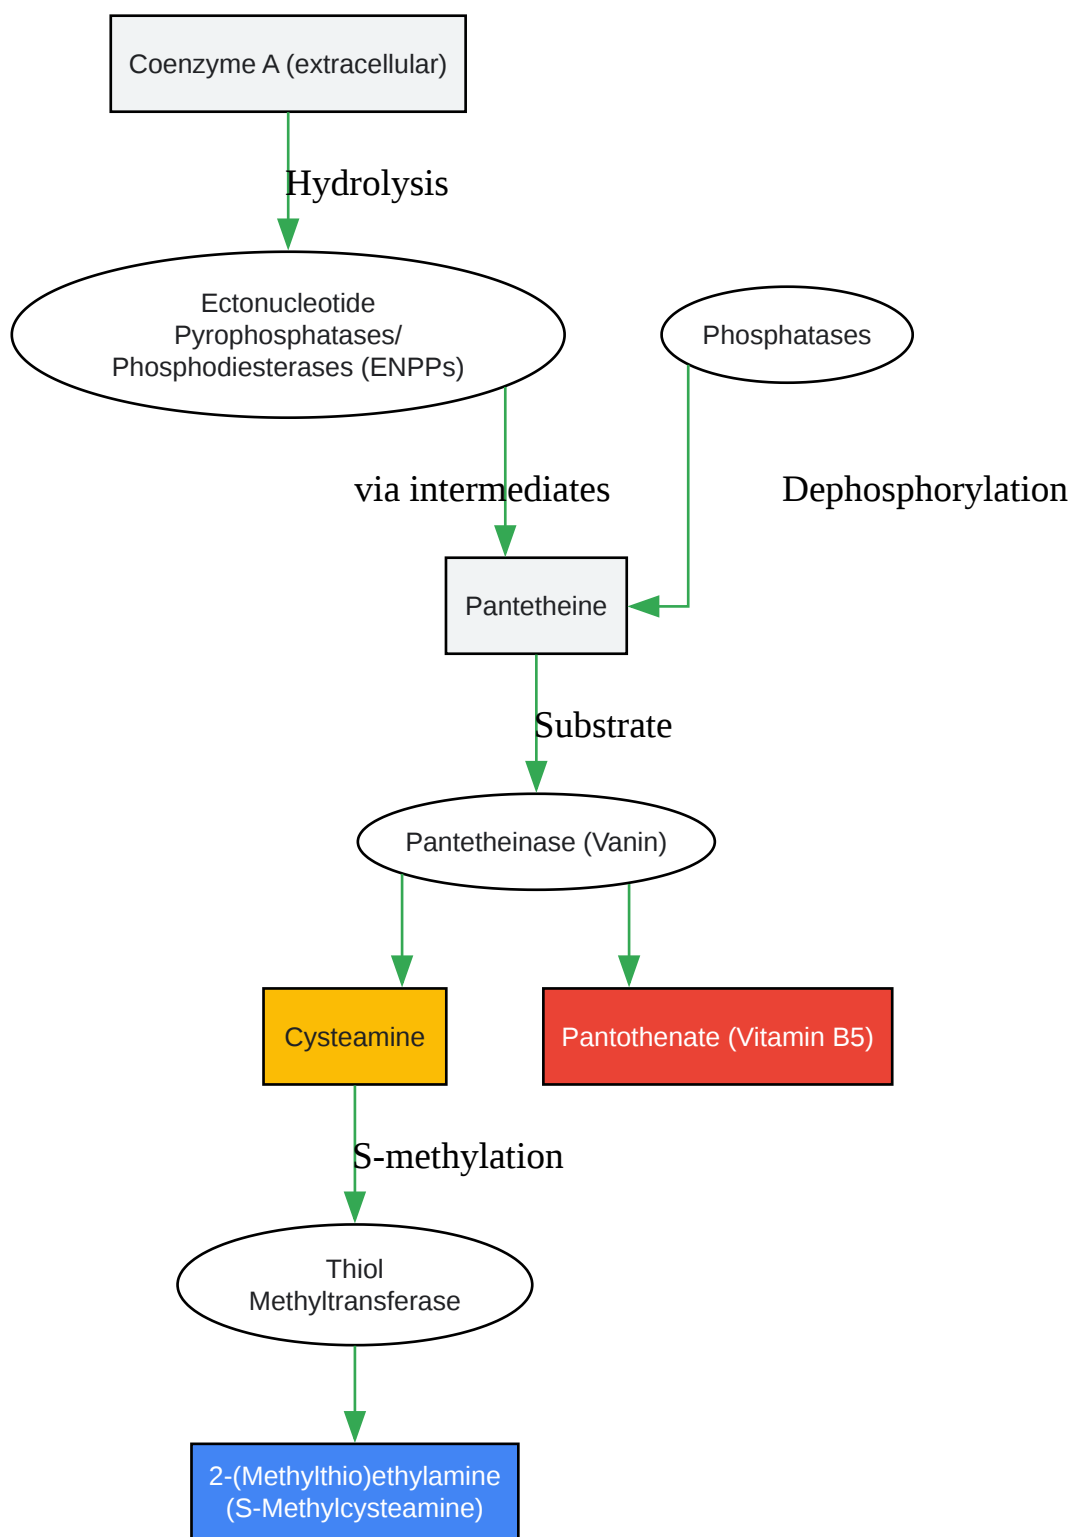 Coenzyme A (extracellular)
Hydrolysis
Ectonucleotide
Pyrophosphatases/
Phosphodiesterases (ENPPs)
Phosphatases
via intermediates
Dephosphorylation
Pantetheine
Substrate
Pantetheinase (Vanin)
Cysteamine
Pantothenate (Vitamin B5)
S-methylation
Thiol
Methyltransferase
2-(Methylthio)ethylamine
(S-Methylcysteamine)